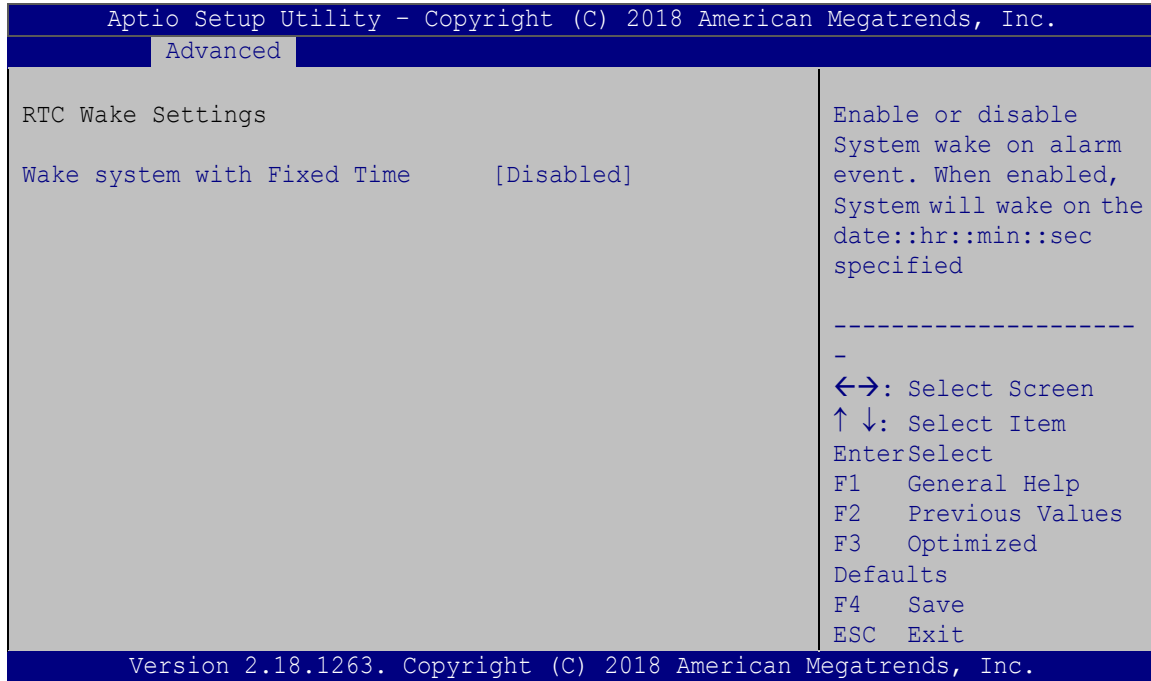 Aptio Setup Utility – Copyright (C) 2018 American Megatrends, Inc.
Advanced
RTC Wake Settings
Wake system with Fixed Time [Disabled]
Enable or disable
System wake on alarm
event. When enabled,
System will wake on the
date::hr::min::sec
specified
----------------------
-
←→: Select Screen
↑ ↓: Select Item
EnterSelect
F1 General Help
F2 Previous Values
F3 Optimized
Defaults
F4 Save
ESC Exit
Version 2.18.1263. Copyright (C) 2018 American Megatrends, Inc.